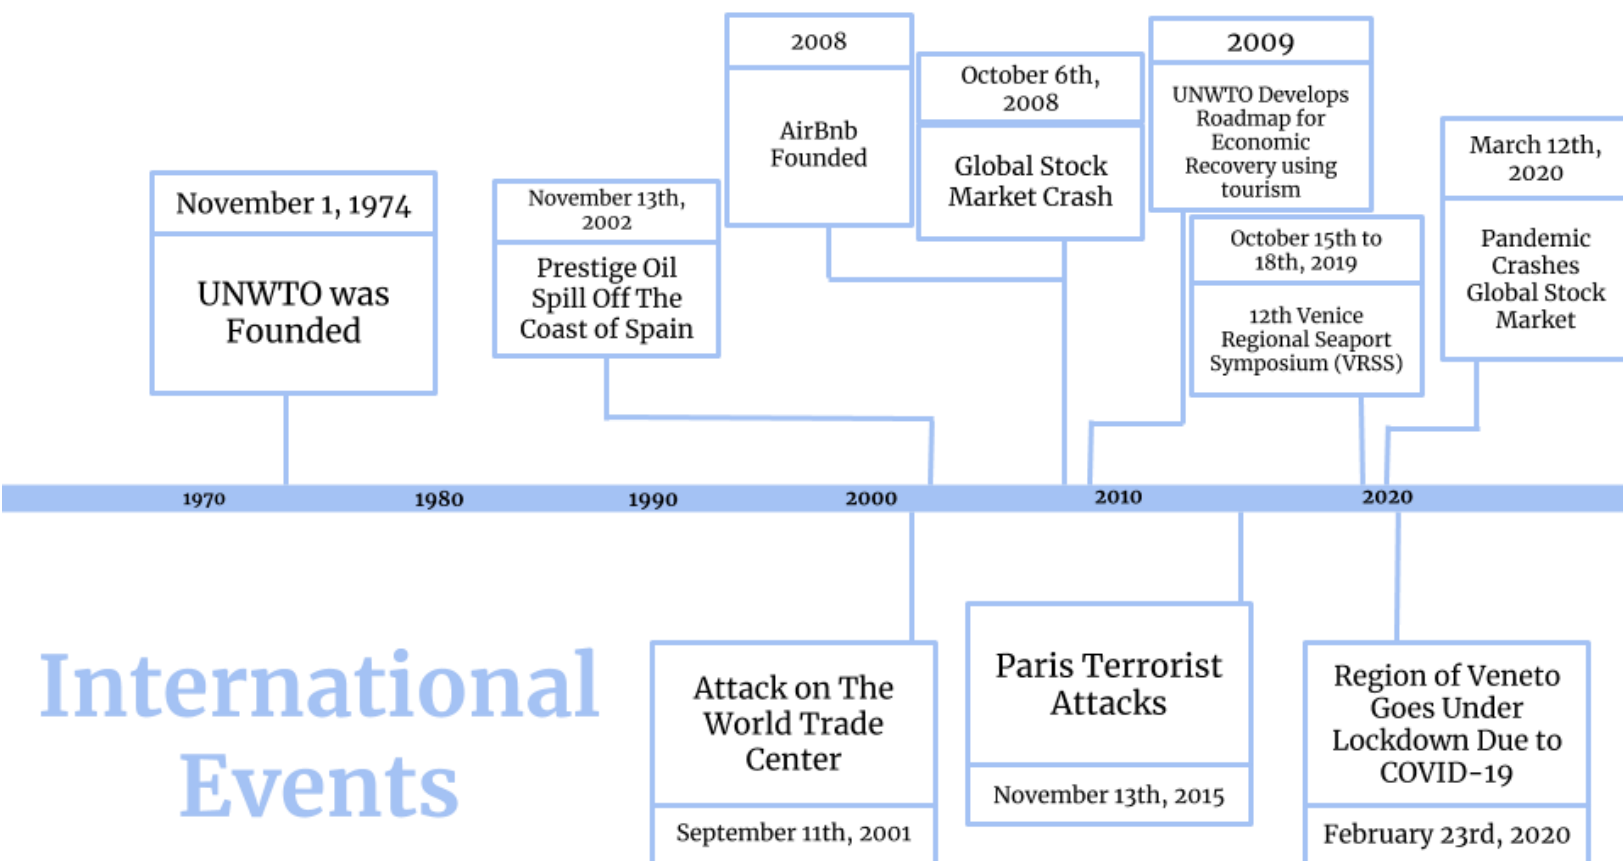 2008
AirBnb
Founded
October 6th,
2008
Global Stock
Market Crash
2009
UNWTO Develops
Roadmap for
Economic
Recovery using
tourism
March 12th,
2020
Pandemic
Crashes
Global Stock
Market
November 1, 1974
UNWTO was
Founded
November 13th,
2002
Prestige Oil
Spill Off The
Coast of Spain
October 15th to
18th, 2019
12th Venice
Regional Seaport
Symposium (VRSS)
1970 1980 1990 2000 2010 2020
International
Events
Attack on The
World Trade
Center
September 11th, 2001
Paris Terrorist
Attacks
November 13th, 2015
Region of Veneto
Goes Under
Lockdown Due to
COVID-19
February 23rd, 2020